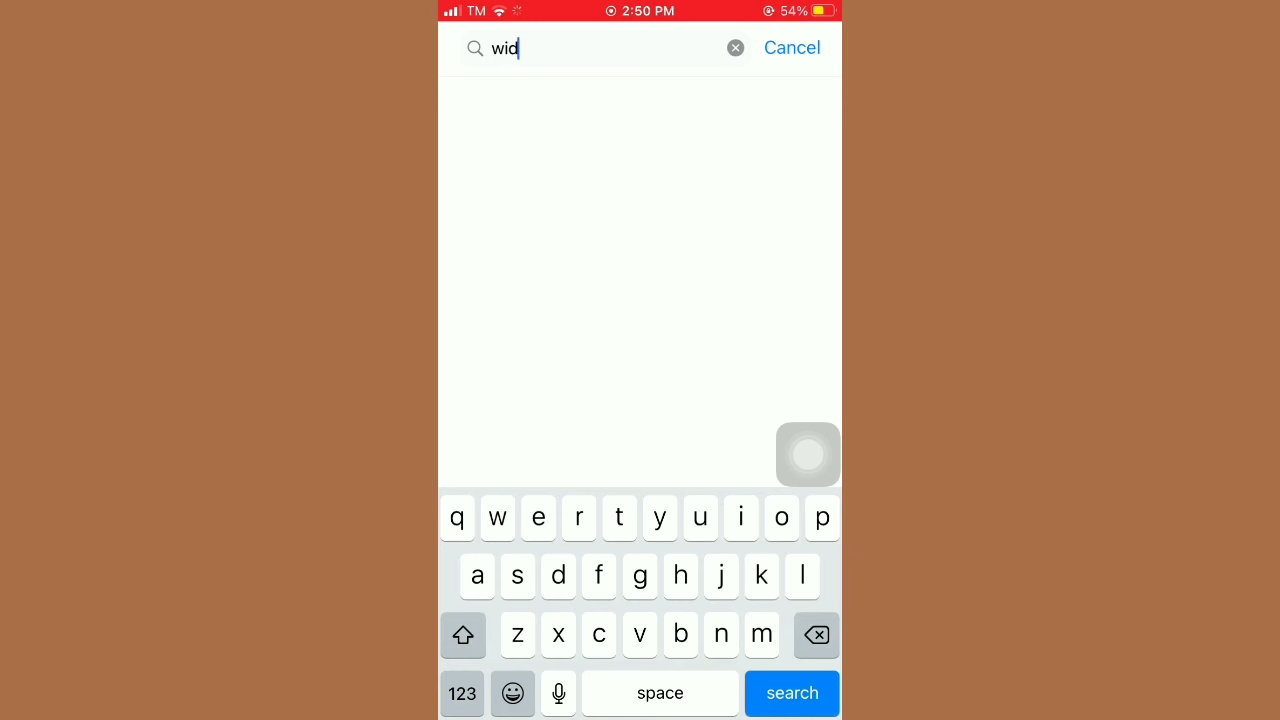 TM 2:50 PM 54%
wid Cancel
q w e r t y u i o p
a s d f g h j k l
z x c v b n m
123 space search